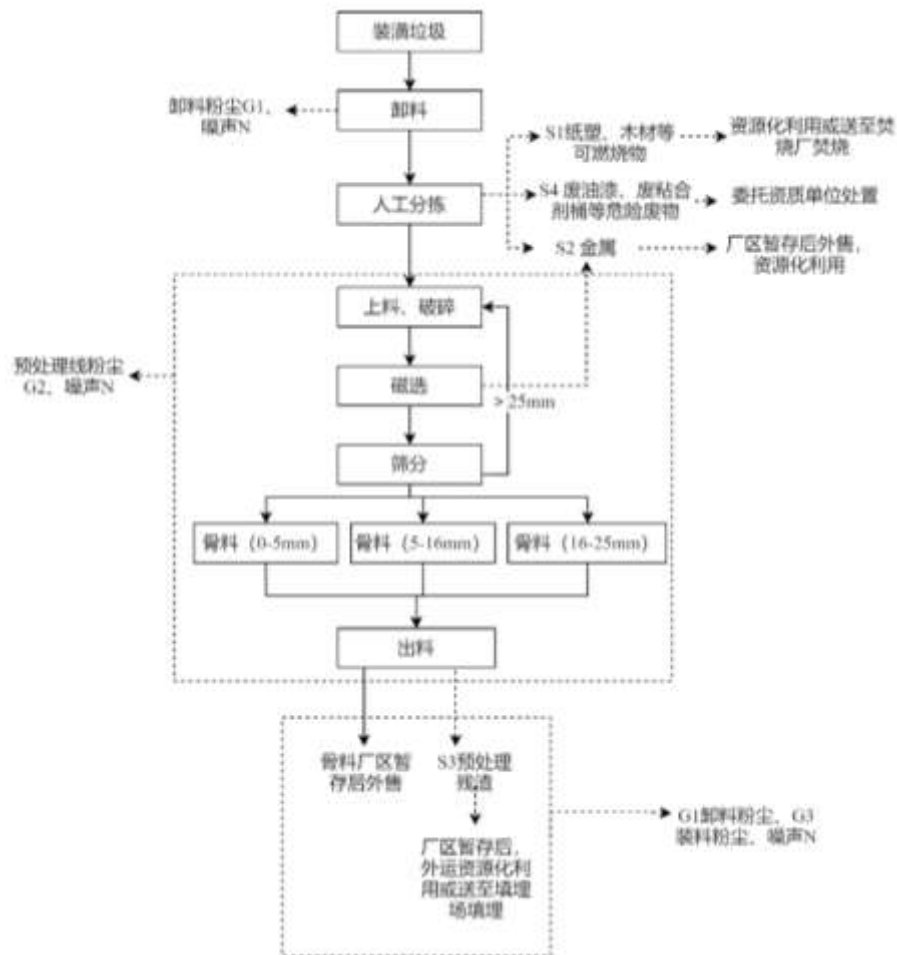 装潢垃圾
卸料粉尘G1、
噪声N
卸料
S1纸塑、木材等
可燃烧物
资源化利用或送至焚
烧厂焚烧
人工分拣
S4 废油漆、废粘合
剂桶等危险废物
委托资质单位处置
S2 金属
厂区暂存后外售，
资源化利用
上料、破碎
预处理线粉尘
G2、噪声N
磁选
＞25mm
筛分
骨料（0-5mm）
骨料（5-16mm）
骨料（16-25mm）
出料
骨料厂区暂
存后外售
S3预处理
残渣
G1卸料粉尘、G3
装料粉尘、噪声N
厂区暂存后，
外运资源化利
用或送至填埋
场填埋